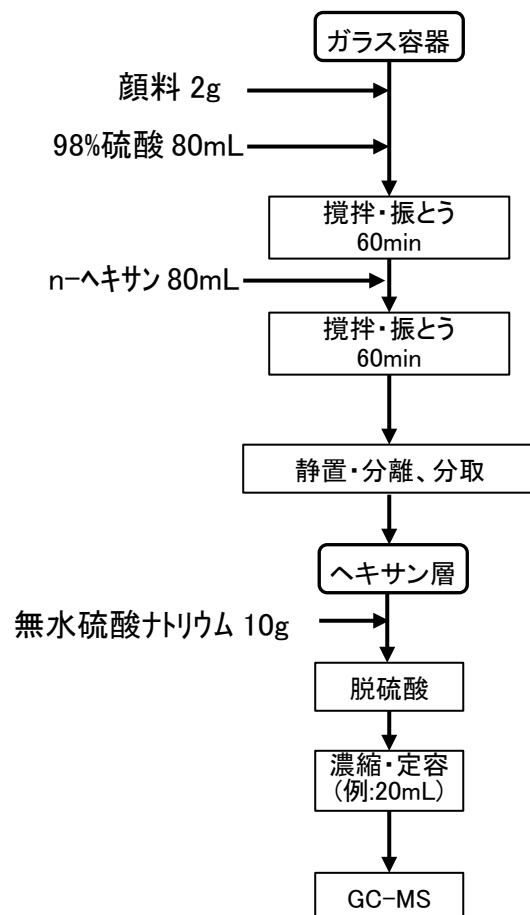 ガラス容器
顔料 2g
98%硫酸 80mL
撹拌・振とう
60min
n-ヘキサン 80mL
撹拌・振とう
60min
静置・分離、分取
ヘキサン層
無水硫酸ナトリウム 10g
脱硫酸
濃縮・定容
(例:20mL)
GC-MS